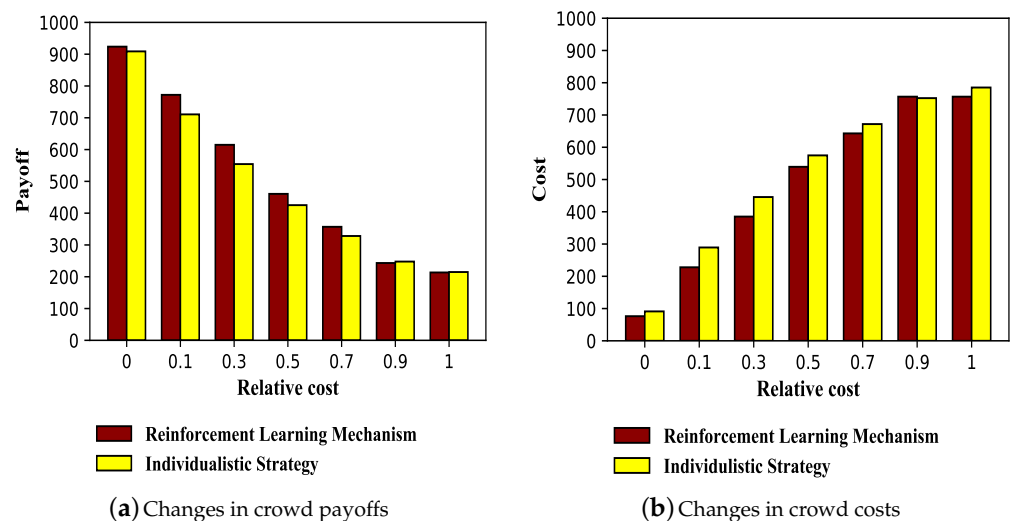 1000
900
800
700
600
500
400
300
200
100
0
Payoff
0 0.1 0.3 0.5 0.7 0.9 1
Relative cost
Reinforcement Learning Mechanism
Individualistic Strategy
(a) Changes in crowd payoffs
1000
900
800
700
600
500
400
300
200
100
0
Cost
0 0.1 0.3 0.5 0.7 0.9 1
Relative cost
Reinforcement Learning Mechanism
Individulistic Strategy
(b) Changes in crowd costs